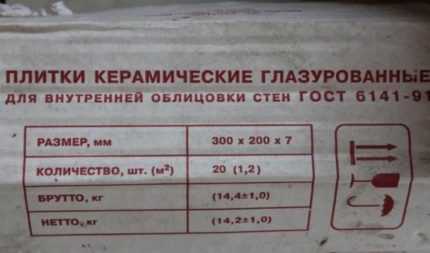 ПЛИТКИ КЕРАМИЧЕСКИЕ ГЛАЗУРОВАННЫЕ
ДЛЯ ВНУТРЕННЕЙ ОБЛИЦОВКИ СТЕН ГОСТ 6141-91
РАЗМЕР, мм 300 х 200 х 7
КОЛИЧЕСТВО, шт. (м²) 20 (1,2)
БРУТТО, кг (14,4±1,0)
НЕТТО, кг (14,2±1,0)